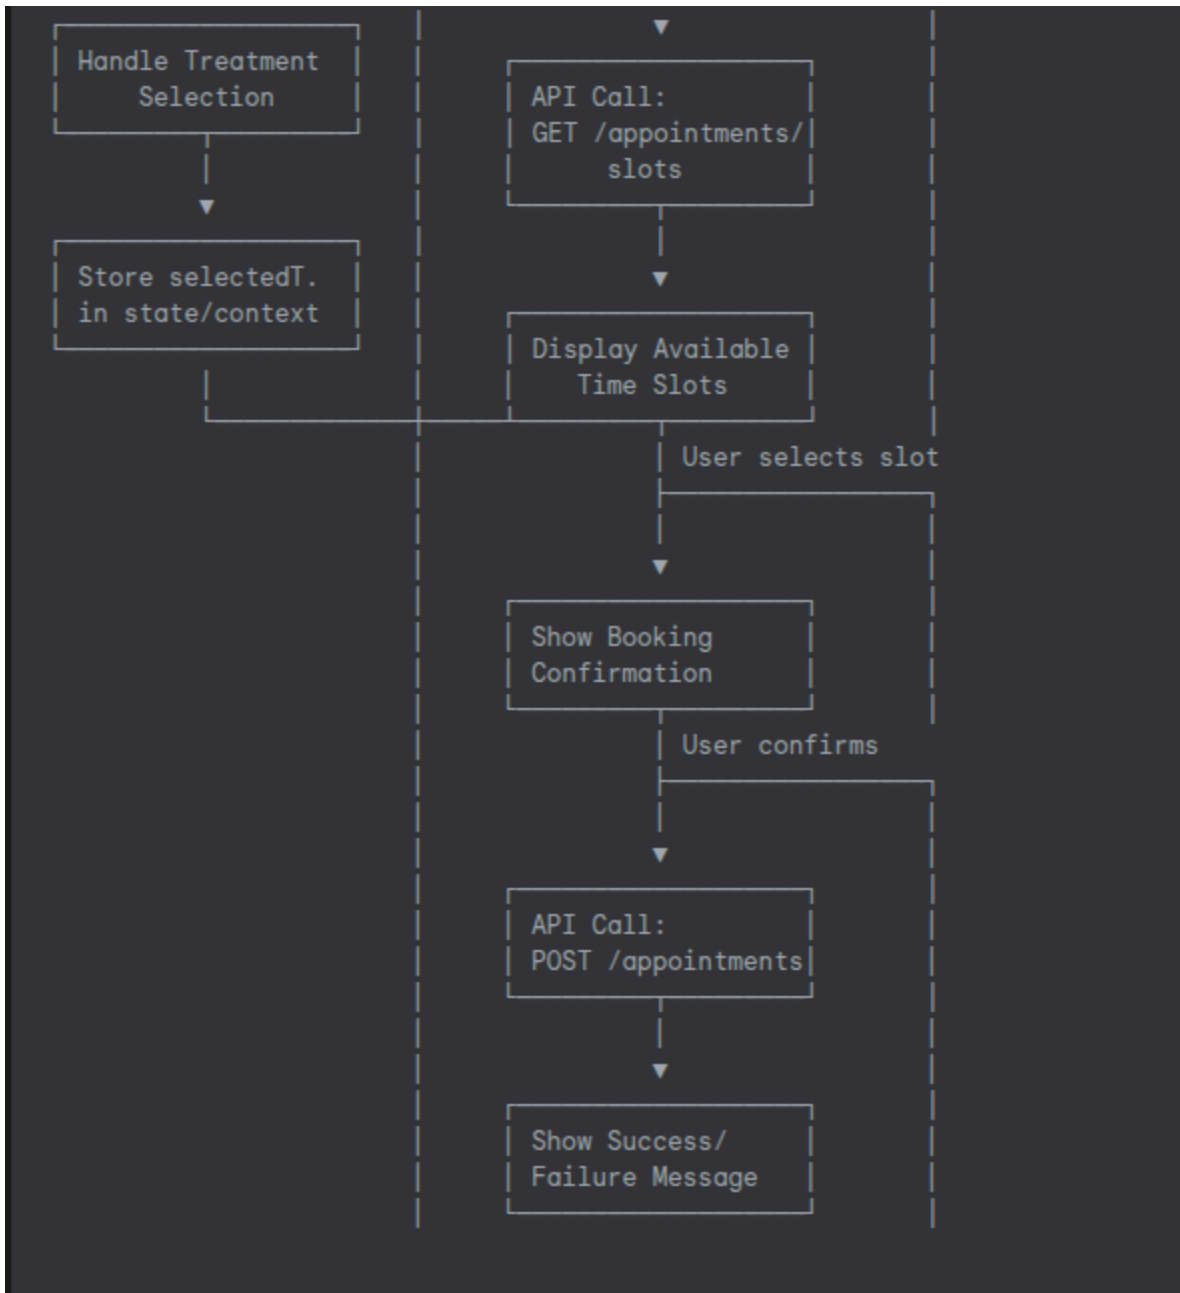 Handle Treatment
Selection
Store selectedT.
in state/context
API Call:
GET /appointments/
slots
Display Available
Time Slots
User selects slot
Show Booking
Confirmation
User confirms
API Call:
POST /appointments
Show Success/
Failure Message